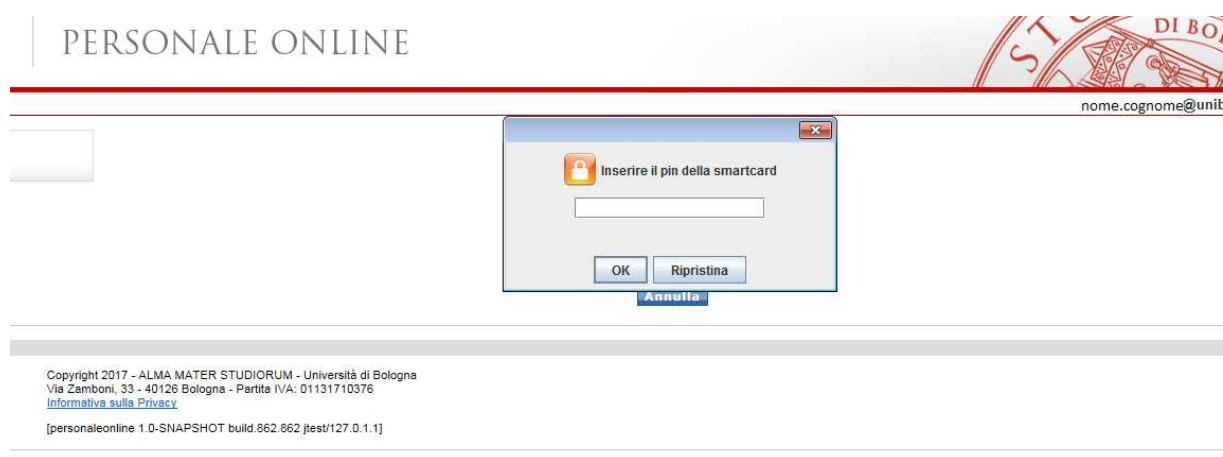 PERSONALE ONLINE
DI BO
nome.cognome@unib
Inserire il pin della smartcard
OK
Ripristina
Annulla
Copyright 2017 - ALMA MATER STUDIORUM - Università di Bologna
Via Zamboni, 33 - 40126 Bologna - Partita IVA: 01131710376
Informativa sulla Privacy
[personaleonline 1.0-SNAPSHOT build.862.862 jtest/127.0.1.1]